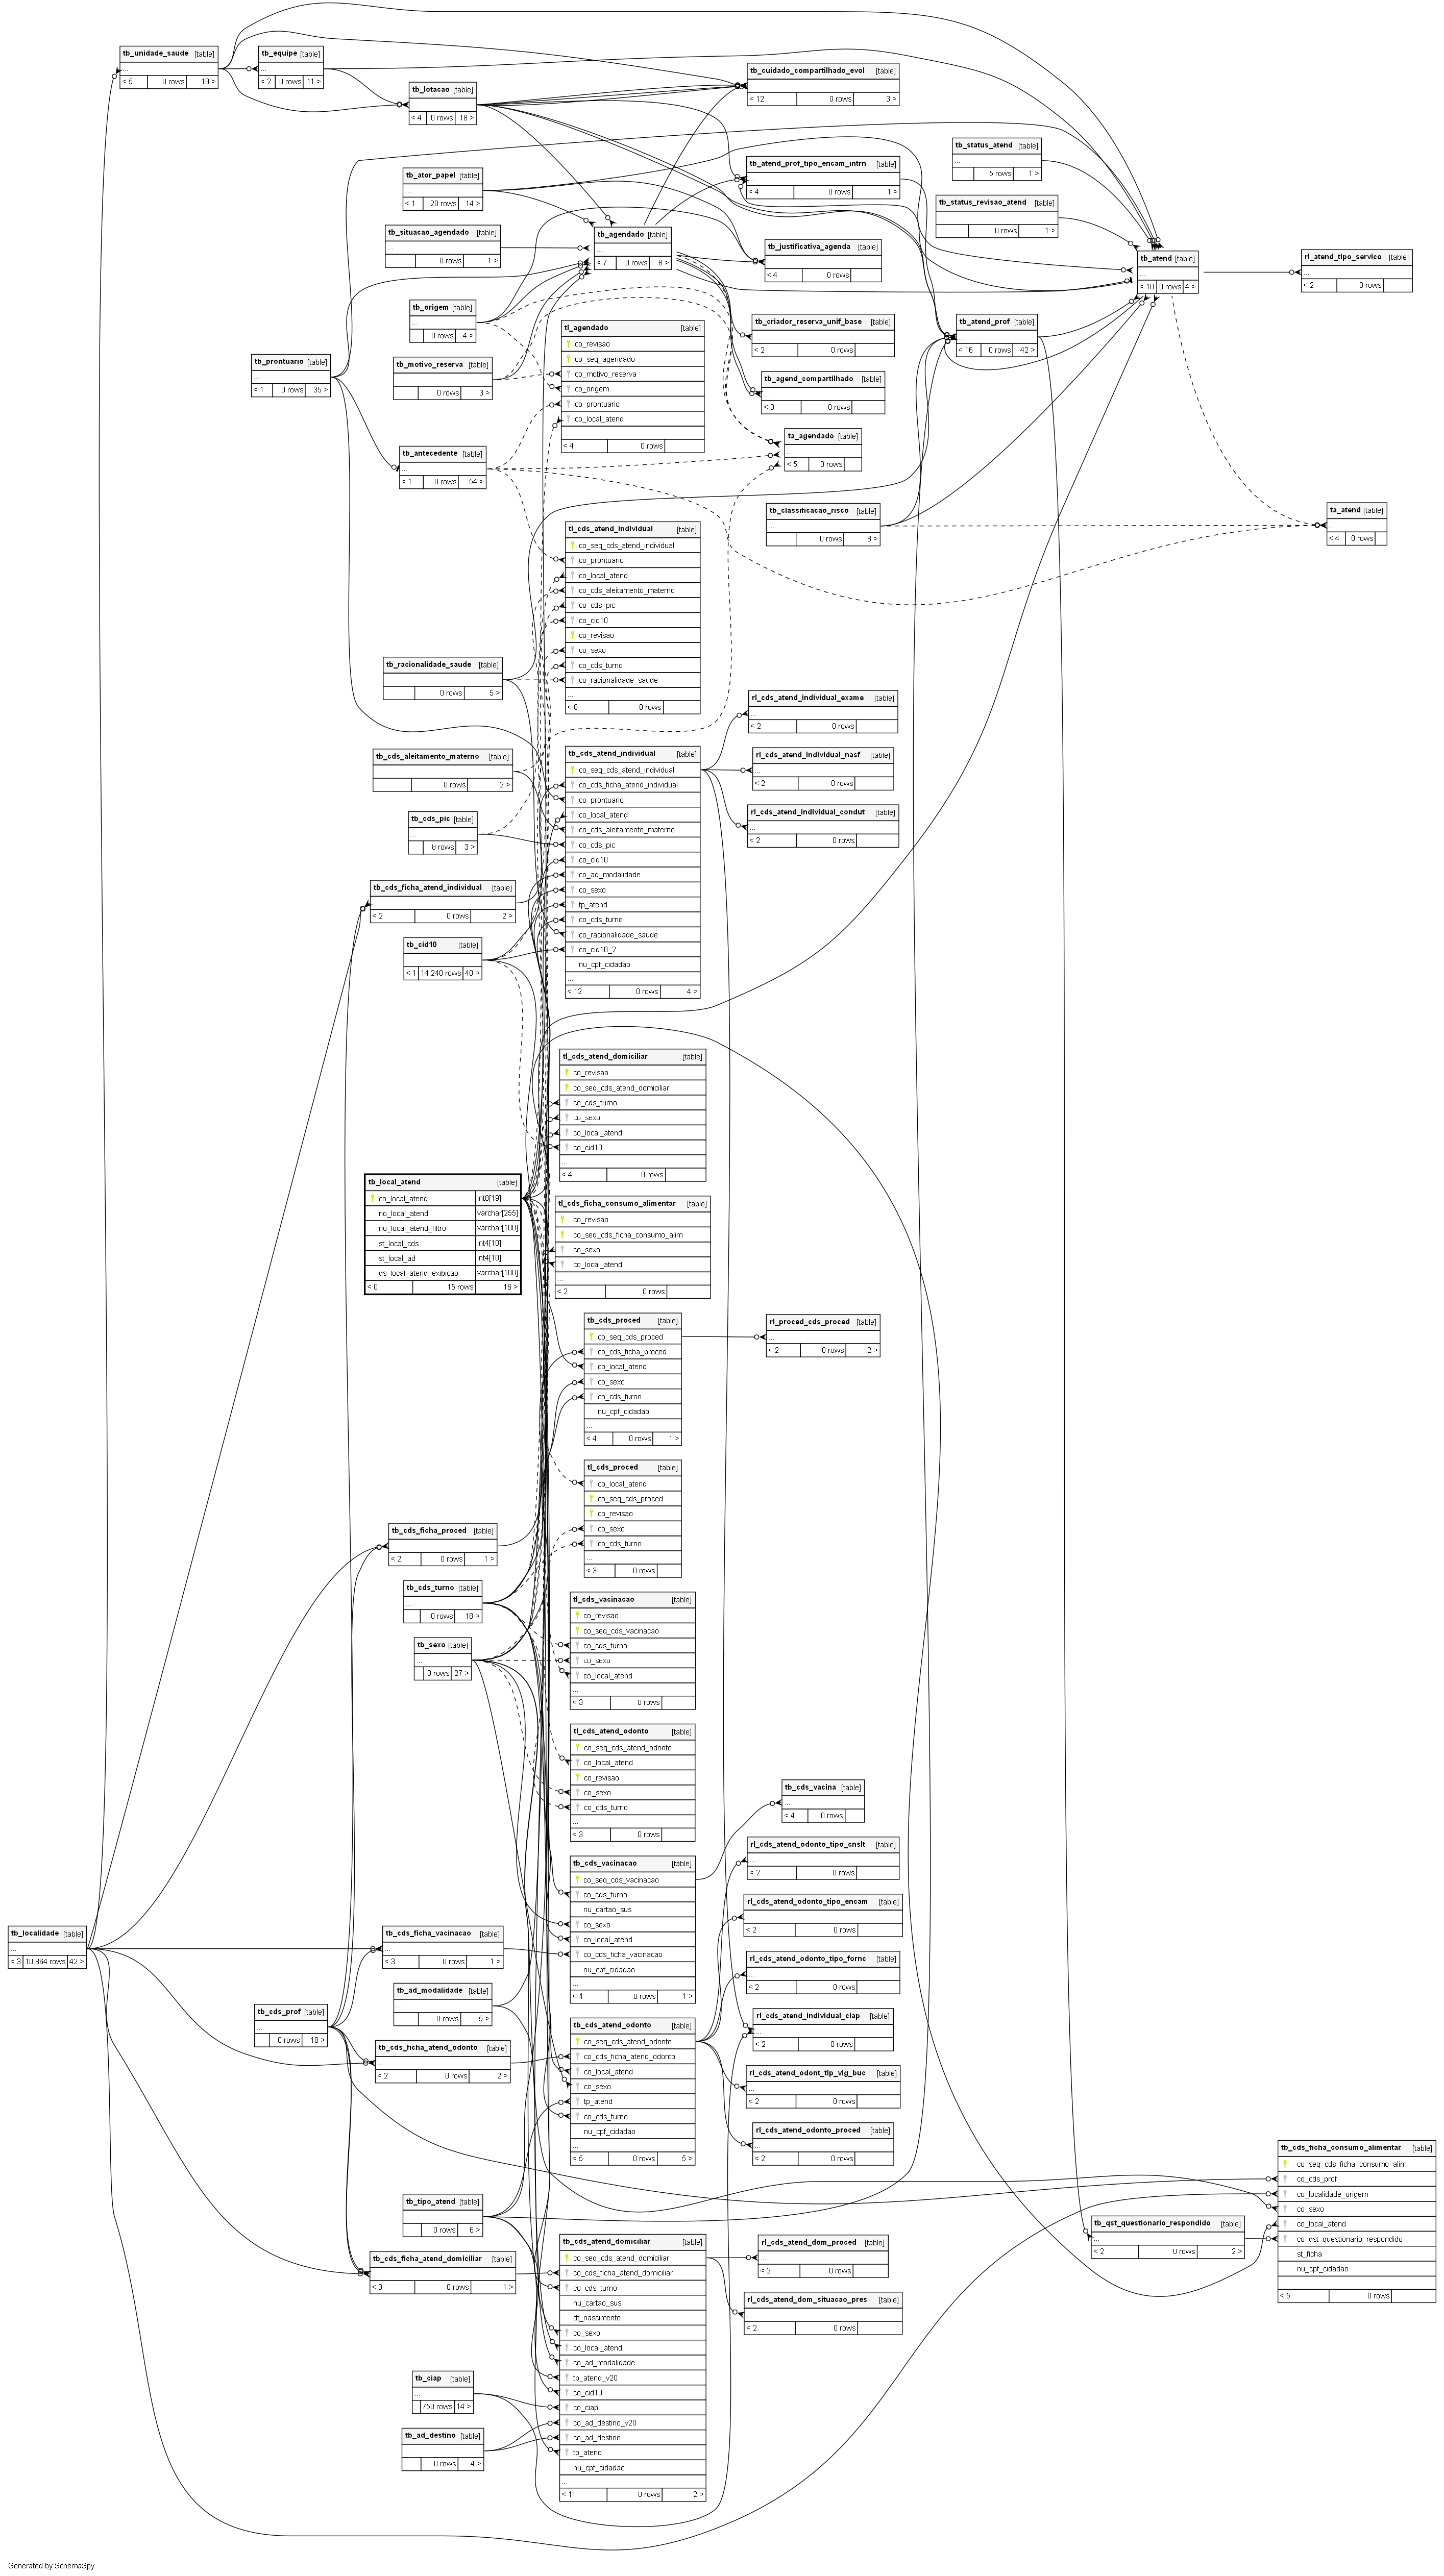 tb_unidade_saude [table]
...
< 5 0 rows 19 >
tb_equipe [table]
...
< 2 0 rows 11 >
tb_lotacao [table]
...
< 4 0 rows 18 >
tb_cuidado_compartilhado_evol [table]
...
< 12 0 rows 3 >
tb_status_atend [table]
...
5 rows 1 >
tb_ator_papel [table]
...
< 1 20 rows 14 >
tb_atend_prof_tipo_encam_intrn [table]
...
< 4 0 rows 1 >
tb_status_revisao_atend [table]
...
0 rows 1 >
tb_situacao_agendado [table]
...
0 rows 1 >
tb_agendado [table]
...
< 7 0 rows 8 >
tb_justificativa_agenda [table]
...
< 4 0 rows
tb_atend [table]
...
< 10 0 rows 4 >
rl_atend_tipo_servico [table]
...
< 2 0 rows
tb_origem [table]
...
0 rows 4 >
tb_criador_reserva_unif_base [table]
...
< 2 0 rows
tb_atend_prof [table]
...
< 16 0 rows 42 >
tl_agendado [table]
co_revisao
co_seq_agendado
co_motivo_reserva
co_origem
co_prontuario
co_local_atend
...
< 4 0 rows
tb_prontuario [table]
...
< 1 0 rows 35 >
tb_motivo_reserva [table]
...
0 rows 3 >
tb_agend_compartilhado [table]
...
< 3 0 rows
ta_agendado [table]
...
< 5 0 rows
tb_antecedente [table]
...
< 1 0 rows 54 >
tb_classificacao_risco [table]
...
0 rows 8 >
ta_atend [table]
...
< 4 0 rows
tl_cds_atend_individual [table]
co_seq_cds_atend_individual
co_prontuario
co_local_atend
co_cds_aleitamento_materno
co_cds_pic
co_cid10
co_revisao
co_sexo
co_cds_turno
co_racionalidade_saude
...
< 8 0 rows
tb_racionalidade_saude [table]
...
0 rows 5 >
rl_cds_atend_individual_exame [table]
...
< 2 0 rows
tb_cds_aleitamento_materno [table]
...
0 rows 2 >
tb_cds_atend_individual [table]
co_seq_cds_atend_individual
co_cds_ficha_atend_individual
co_prontuario
co_local_atend
co_cds_aleitamento_materno
co_cds_pic
co_cid10
co_ad_modalidade
co_sexo
tp_atend
co_cds_turno
co_racionalidade_saude
co_cid10_2
nu_cpf_cidadao
...
< 12 0 rows 4 >
rl_cds_atend_individual_nasf [table]
...
< 2 0 rows
rl_cds_atend_individual_condut [table]
...
< 2 0 rows
tb_cds_pic [table]
...
8 rows 3 >
tb_cds_ficha_atend_individual [table]
...
< 2 0 rows 2 >
tb_cid10 [table]
...
< 1 14.240 rows 40 >
tl_cds_atend_domiciliar [table]
co_revisao
co_seq_cds_atend_domiciliar
co_cds_turno
co_sexo
co_local_atend
co_cid10
...
< 4 0 rows
tb_local_atend [table]
co_local_atend int8[19]
no_local_atend varchar[255]
no_local_atend_filtro varchar[100]
st_local_cds int4[10]
st_local_ad int4[10]
ds_local_atend_exibicao varchar[100]
< 0 15 rows 16 >
tl_cds_ficha_consumo_alimentar [table]
co_revisao
co_seq_cds_ficha_consumo_alim
co_sexo
co_local_atend
...
< 2 0 rows
tb_cds_proced [table]
co_seq_cds_proced
co_cds_ficha_proced
co_local_atend
co_sexo
co_cds_turno
nu_cpf_cidadao
...
< 4 0 rows 1 >
rl_proced_cds_proced [table]
...
< 2 0 rows 2 >
tl_cds_proced [table]
co_local_atend
co_seq_cds_proced
co_revisao
co_sexo
co_cds_turno
...
< 3 0 rows
tb_cds_ficha_proced [table]
...
< 2 0 rows 1 >
tb_cds_turno [table]
...
0 rows 18 >
tb_sexo [table]
...
0 rows 27 >
tl_cds_vacinacao [table]
co_revisao
co_seq_cds_vacinacao
co_cds_turno
co_sexo
co_local_atend
...
< 3 0 rows
tl_cds_atend_odonto [table]
co_seq_cds_atend_odonto
co_local_atend
co_revisao
co_sexo
co_cds_turno
...
< 3 0 rows
tb_cds_vacina [table]
...
< 4 0 rows
tb_cds_vacinacao [table]
co_seq_cds_vacinacao
co_cds_turno
nu_cartao_sus
co_sexo
co_local_atend
co_cds_ficha_vacinacao
nu_cpf_cidadao
...
< 4 0 rows 1 >
rl_cds_atend_odonto_tipo_cnslt [table]
...
< 2 0 rows
rl_cds_atend_odonto_tipo_encam [table]
...
< 2 0 rows
tb_localidade [table]
...
< 3 10.864 rows 42 >
tb_cds_ficha_vacinacao [table]
...
< 3 0 rows 1 >
rl_cds_atend_odonto_tipo_fornc [table]
...
< 2 0 rows
tb_ad_modalidade [table]
...
0 rows 5 >
tb_cds_prof [table]
...
0 rows 18 >
rl_cds_atend_individual_ciap [table]
...
< 2 0 rows
tb_cds_atend_odonto [table]
co_seq_cds_atend_odonto
co_cds_ficha_atend_odonto
co_local_atend
co_sexo
tp_atend
co_cds_turno
nu_cpf_cidadao
...
< 5 0 rows 5 >
tb_cds_ficha_atend_odonto [table]
...
< 2 0 rows 2 >
rl_cds_atend_odont_tip_vig_buc [table]
...
< 2 0 rows
rl_cds_atend_odonto_proced [table]
...
< 2 0 rows
tb_cds_ficha_consumo_alimentar [table]
co_seq_cds_ficha_consumo_alim
co_cds_prof
co_localidade_origem
co_sexo
co_local_atend
co_qst_questionario_respondido
st_ficha
nu_cpf_cidadao
...
< 5 0 rows
tb_tipo_atend [table]
...
0 rows 6 >
tb_qst_questionario_respondido [table]
...
< 2 0 rows 2 >
tb_cds_ficha_atend_domiciliar [table]
...
< 3 0 rows 1 >
tb_cds_atend_domiciliar [table]
co_seq_cds_atend_domiciliar
co_cds_ficha_atend_domiciliar
co_cds_turno
nu_cartao_sus
dt_nascimento
co_sexo
co_local_atend
co_ad_modalidade
tp_atend_v20
co_cid10
co_ciap
co_ad_destino_v20
co_ad_destino
tp_atend
nu_cpf_cidadao
...
< 11 0 rows 2 >
rl_cds_atend_dom_proced [table]
...
< 2 0 rows
rl_cds_atend_dom_situacao_pres [table]
...
< 2 0 rows
tb_ciap [table]
...
750 rows 14 >
tb_ad_destino [table]
...
0 rows 4 >
Generated by SchemaSpy